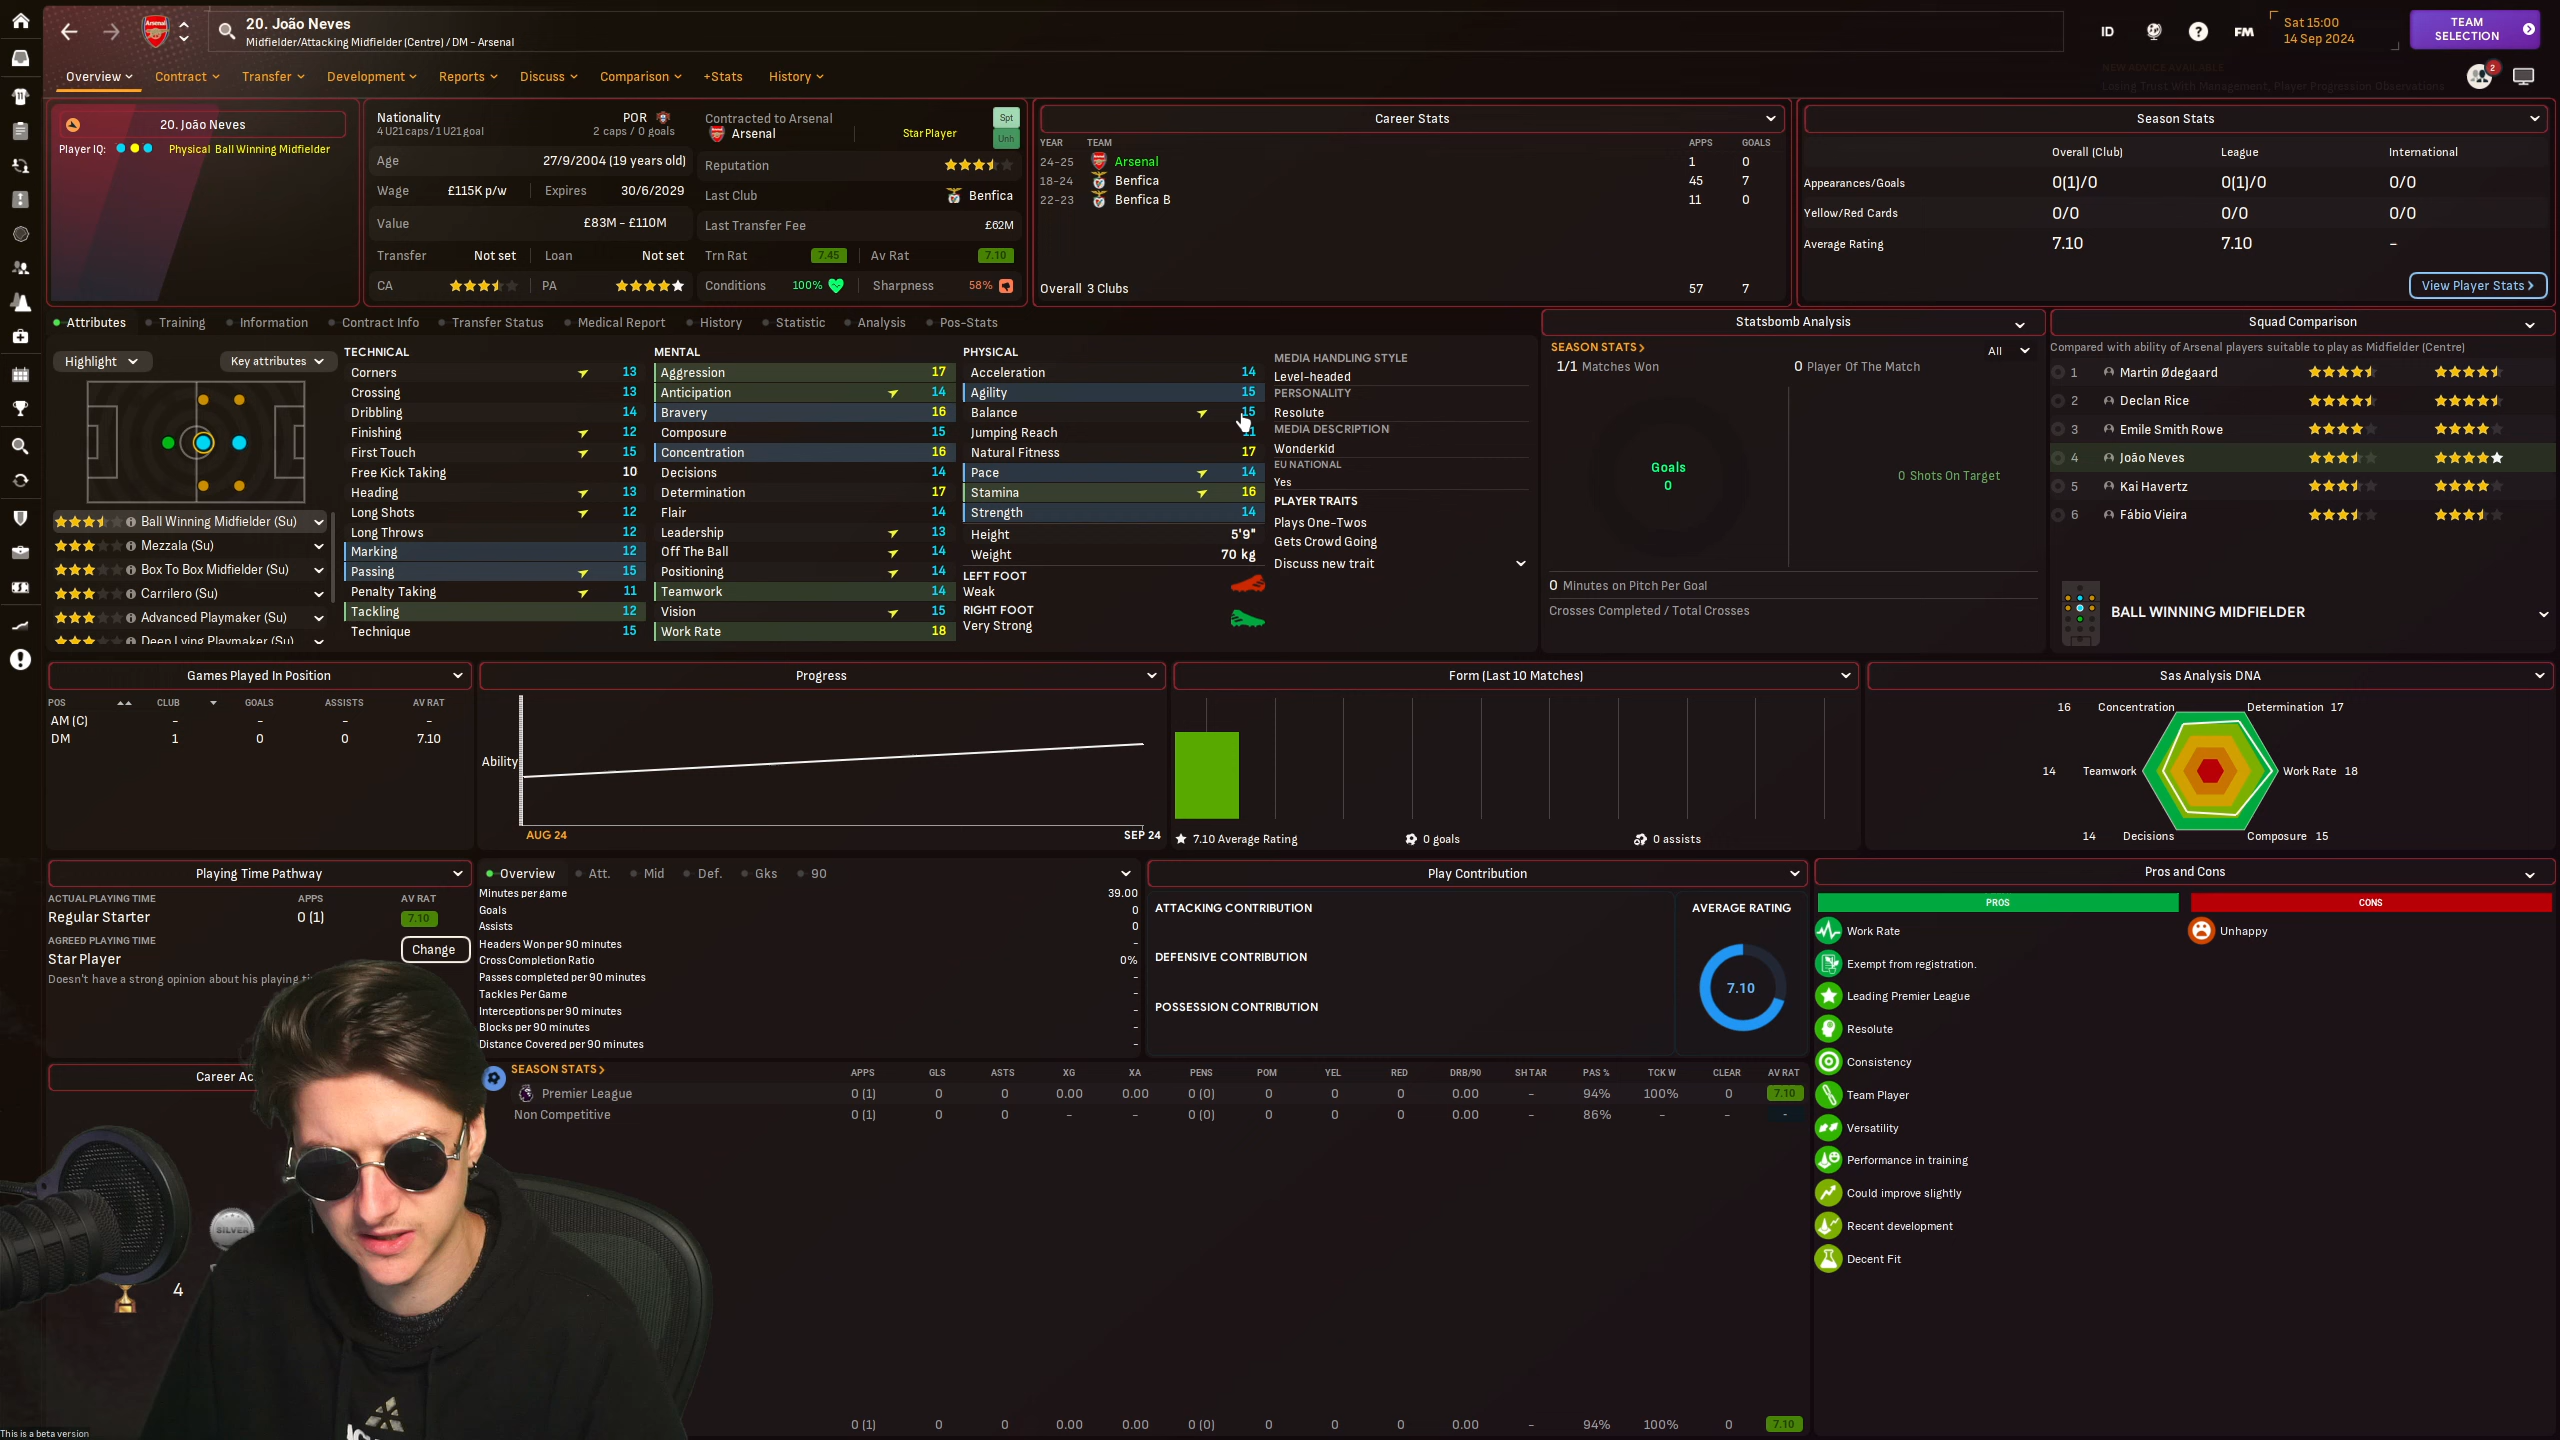 20. João Neves
Midfielder/Attacking Midfielder (Centre) / DM - Arsenal
ID
FM
Sat 15:00
14 Sep 2024
TEAM SELECTION
Overview
Contract
Transfer
Development
Reports
Discuss
Comparison
+Stats
History
NEW ADVICE AVAILABLE
Losing Trust With Management, Player Progression Observations
2
20. João Neves
Player IQ: Physical Ball Winning Midfielder
Nationality POR
4 U21 caps / 1 U21 goal 2 caps / 0 goals
Age 27/9/2004 (19 years old)
Wage £115K p/w Expires 30/6/2029
Value £83M - £110M
Transfer Not set Loan Not set
CA PA
Contracted to Arsenal Spt
Arsenal Star Player Unh
Reputation
Last Club Benfica
Last Transfer Fee £62M
Trn Rat 7.45 Av Rat 7.10
Conditions 100% Sharpness 58%
Career Stats
YEAR TEAM APPS GOALS
24-25 Arsenal 1 0
18-24 Benfica 45 7
22-23 Benfica B 11 0
Overall 3 Clubs 57 7
Season Stats
Overall (Club) League International
Appearances/Goals 0(1)/0 0(1)/0 0/0
Yellow/Red Cards 0/0 0/0 0/0
Average Rating 7.10 7.10 -
View Player Stats
Attributes Training Information Contract Info Transfer Status Medical Report History Statistic Analysis Pos-Stats
Highlight Key attributes
Ball Winning Midfielder (Su)
Mezzala (Su)
Box To Box Midfielder (Su)
Carrilero (Su)
Advanced Playmaker (Su)
Deep Lying Playmaker (Su)
TECHNICAL
Corners 13
Crossing 13
Dribbling 14
Finishing 12
First Touch 15
Free Kick Taking 10
Heading 13
Long Shots 12
Long Throws 12
Marking 12
Passing 15
Penalty Taking 11
Tackling 12
Technique 15
MENTAL
Aggression 17
Anticipation 14
Bravery 16
Composure 15
Concentration 16
Decisions 14
Determination 17
Flair 14
Leadership 13
Off The Ball 14
Positioning 14
Teamwork 14
Vision 15
Work Rate 18
PHYSICAL
Acceleration 14
Agility 15
Balance 15
Jumping Reach 11
Natural Fitness 17
Pace 14
Stamina 16
Strength 14
Height 5'9"
Weight 70 kg
LEFT FOOT
Weak
RIGHT FOOT
Very Strong
MEDIA HANDLING STYLE
Level-headed
PERSONALITY
Resolute
MEDIA DESCRIPTION
Wonderkid
EU NATIONAL
Yes
PLAYER TRAITS
Plays One-Twos
Gets Crowd Going
Discuss new trait
Statsbomb Analysis
SEASON STATS
All
1/1 Matches Won 0 Player Of The Match
Goals
0
0 Shots On Target
0 Minutes on Pitch Per Goal
Crosses Completed / Total Crosses
Squad Comparison
Compared with ability of Arsenal players suitable to play as Midfielder (Centre)
1 Martin Ødegaard
2 Declan Rice
3 Emile Smith Rowe
4 João Neves
5 Kai Havertz
6 Fábio Vieira
BALL WINNING MIDFIELDER
Games Played In Position
POS CLUB GOALS ASSISTS AV RAT
AM (C) - - - -
DM 1 0 0 7.10
Progress
Ability
AUG 24 SEP 24
Form (Last 10 Matches)
7.10 Average Rating 0 goals 0 assists
Sas Analysis DNA
16 Concentration Determination 17
14 Teamwork Work Rate 18
14 Decisions Composure 15
Playing Time Pathway
ACTUAL PLAYING TIME APPS AV RAT
Regular Starter 0 (1) 7.10
AGREED PLAYING TIME
Star Player Change
Doesn't have a strong opinion about his playing
Career Ac
SILVER
4
Overview Att. Mid Def. Gks 90
Minutes per game 39.00
Goals 0
Assists 0
Headers Won per 90 minutes -
Cross Completion Ratio 0%
Passes completed per 90 minutes -
Tackles Per Game -
Interceptions per 90 minutes -
Blocks per 90 minutes -
Distance Covered per 90 minutes -
Play Contribution
ATTACKING CONTRIBUTION
DEFENSIVE CONTRIBUTION
POSSESSION CONTRIBUTION
AVERAGE RATING
7.10
SEASON STATS APPS GLS ASTS XG XA PENS POM YEL RED DRB/90 SH TAR PAS % TCK W CLEAR AV RAT
Premier League 0 (1) 0 0 0.00 0.00 0 (0) 0 0 0 0.00 - 94% 100% 0 7.10
Non Competitive 0 (1) 0 0 - - 0 (0) 0 0 0 0.00 - 86% - - -
0 (1) 0 0 0.00 0.00 0 (0) 0 0 0 0.00 - 94% 100% 0 7.10
Pros and Cons
PROS CONS
Work Rate
Exempt from registration.
Leading Premier League
Resolute
Consistency
Team Player
Versatility
Performance in training
Could improve slightly
Recent development
Decent Fit
Unhappy
This is a beta version